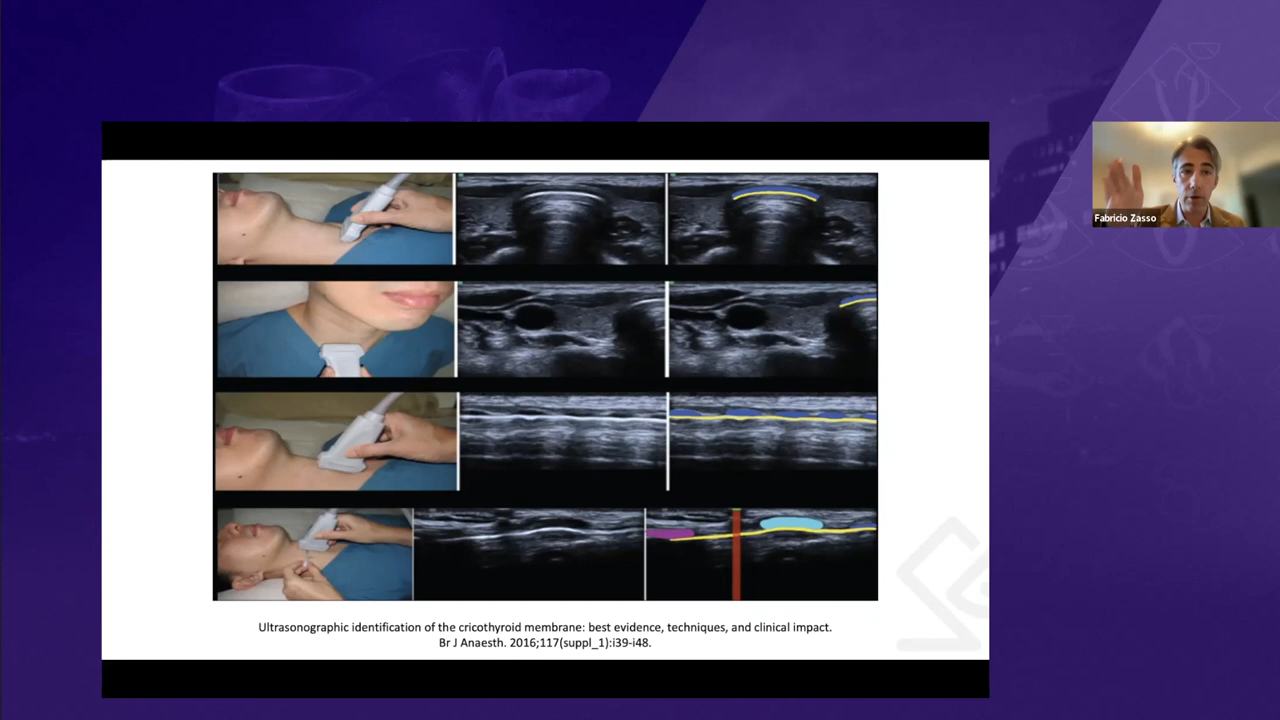 Fabricio Zasso
Ultrasonographic identification of the cricothyroid membrane: best evidence, techniques, and clinical impact.
Br J Anaesth. 2016;117(suppl_1):i39-i48.